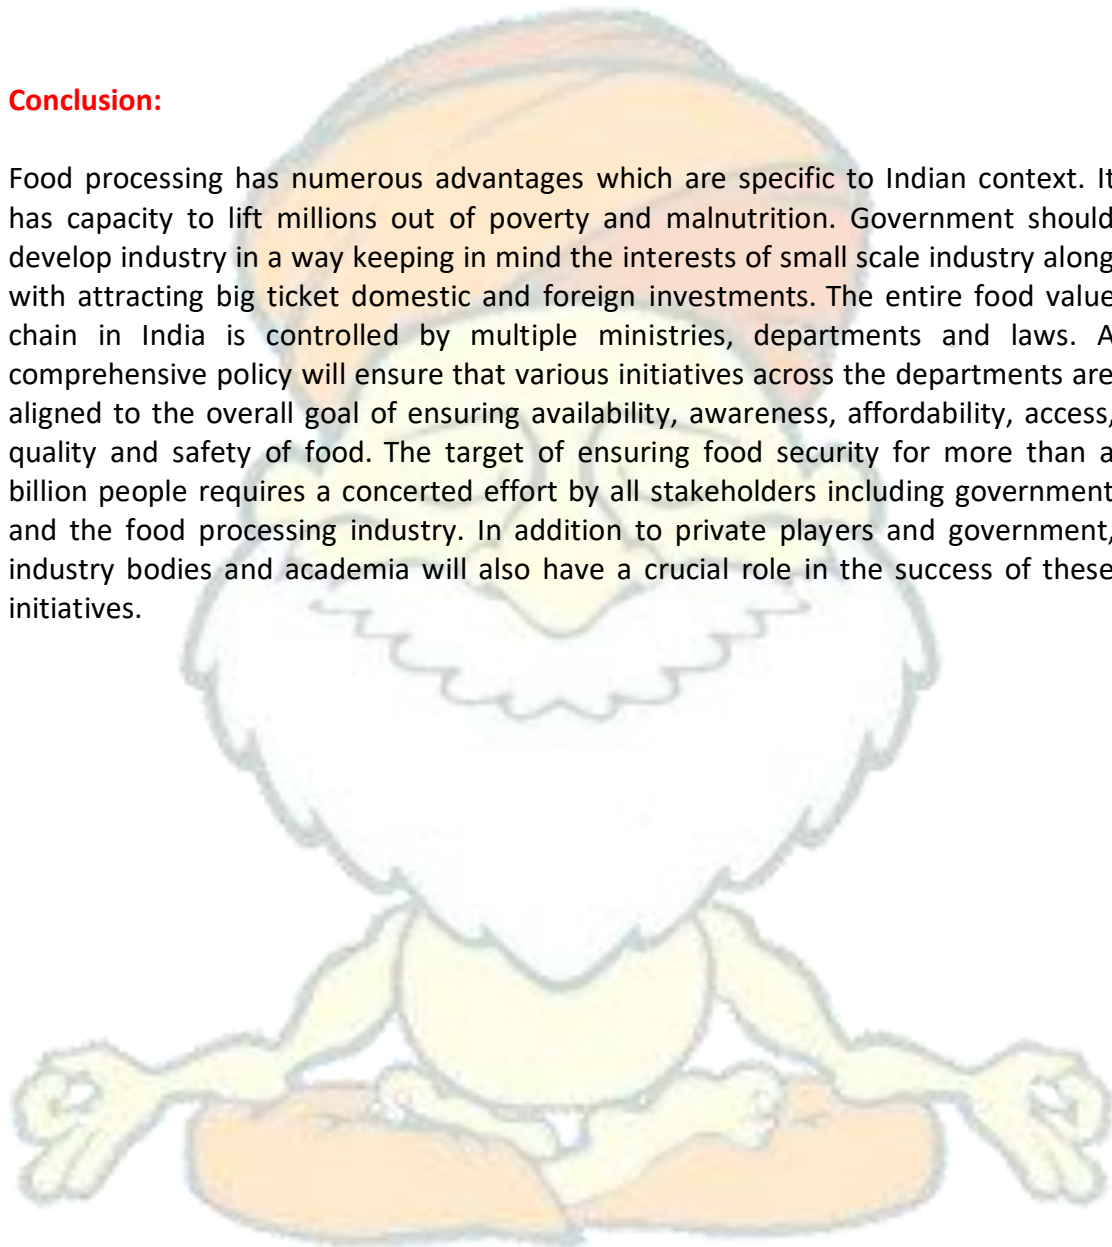 Conclusion:
Food processing has numerous advantages which are specific to Indian context. It
has capacity to lift millions out of poverty and malnutrition. Government should
develop industry in a way keeping in mind the interests of small scale industry along
with attracting big ticket domestic and foreign investments. The entire food value
chain in India is controlled by multiple ministries, departments and laws. A
comprehensive policy will ensure that various initiatives across the departments are
aligned to the overall goal of ensuring availability, awareness, affordability, access,
quality and safety of food. The target of ensuring food security for more than a
billion people requires a concerted effort by all stakeholders including government
and the food processing industry. In addition to private players and government,
industry bodies and academia will also have a crucial role in the success of these
initiatives.